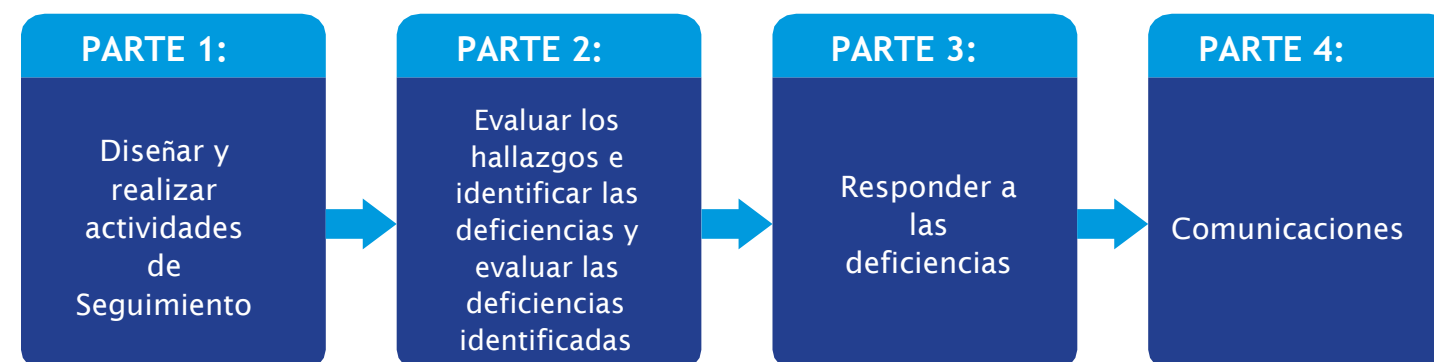 PARTE 1:
Diseñar y
realizar
actividades
de
Seguimiento
PARTE 2:
Evaluar los
hallazgos e
identificar las
deficiencias y
evaluar las
deficiencias
identificadas
PARTE 3:
Responder a
las
deficiencias
PARTE 4:
Comunicaciones